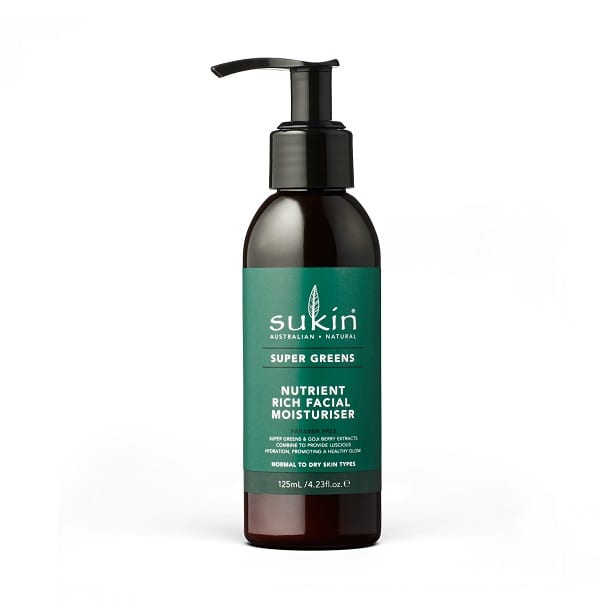 sukin®
AUSTRALIAN • NATURAL
SUPER GREENS
NUTRIENT
RICH FACIAL
MOISTURISER
PARABEN FREE
SUPER GREENS & GOJI BERRY EXTRACTS
COMBINE TO PROVIDE LUSCIOUS
HYDRATION, PROMOTING A HEALTHY GLOW
NORMAL TO DRY SKIN TYPES
125mL /4.23fl.oz.℮